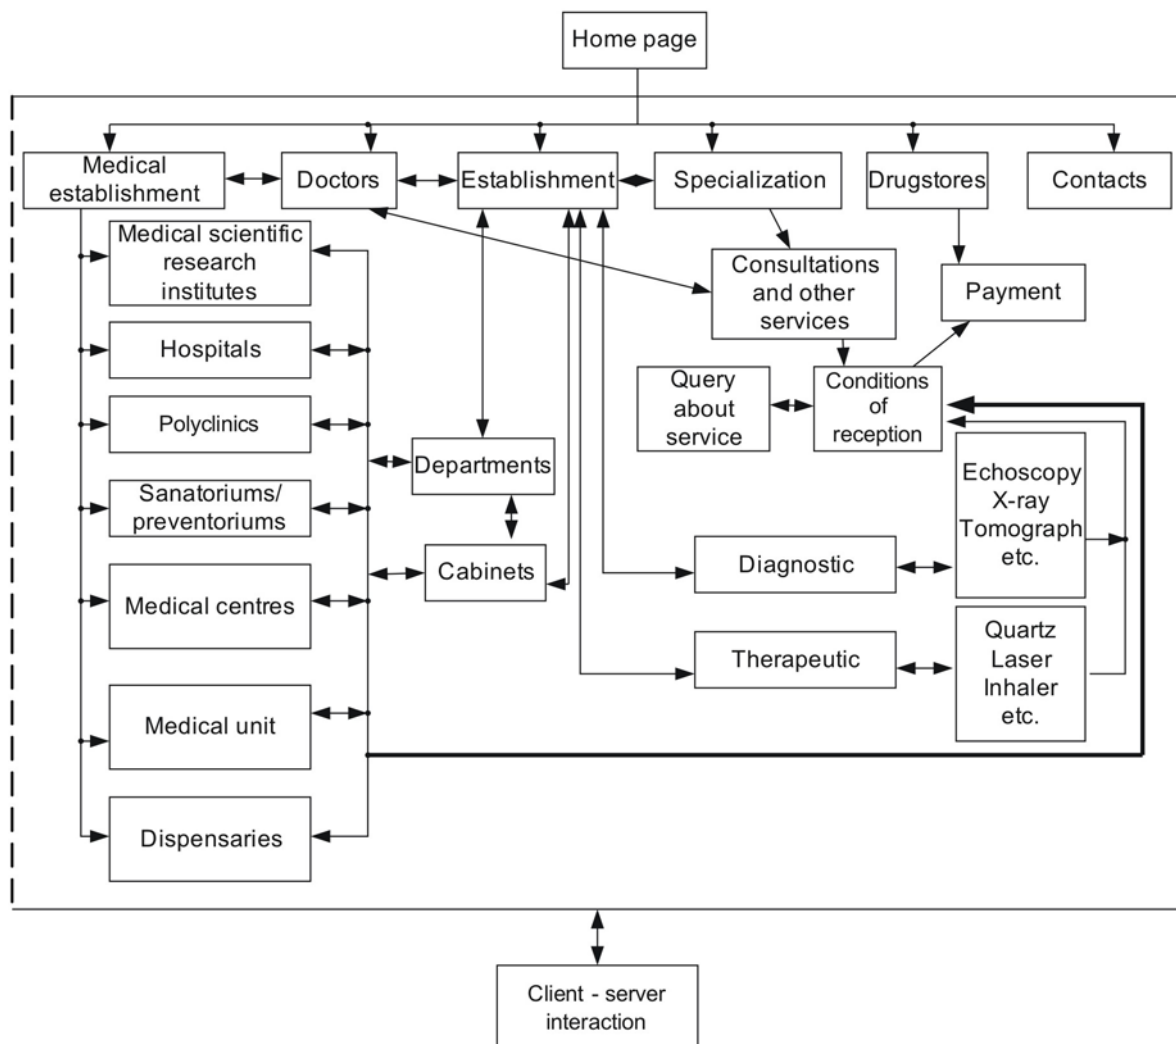 Home page
Medical
establishment
Doctors
Establishment
Specialization
Drugstores
Contacts
Medical scientific
research
institutes
Consultations
and other
services
Payment
Hospitals
Query
about
service
Conditions
of
reception
Polyclinics
Departments
Echoscopy
X-ray
Tomograph
etc.
Sanatoriums/
preventoriums
Cabinets
Diagnostic
Medical centres
Therapeutic
Quartz
Laser
Inhaler
etc.
Medical unit
Dispensaries
Client - server
interaction